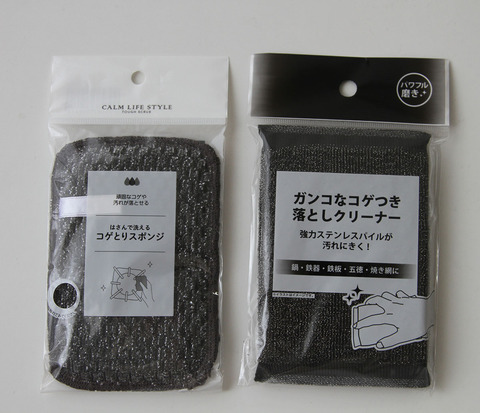 CALM LIFE STYLE
TOUGH SCRUB
頑固なコゲや
汚れが落とせる
はさんで洗える
コゲとりスポンジ
パワフル
磨き
ガンコなコゲつき
落としクリーナー
強力ステンレスパイルが
汚れにきく!
鍋・鉄器・鉄板・五徳・焼き網に